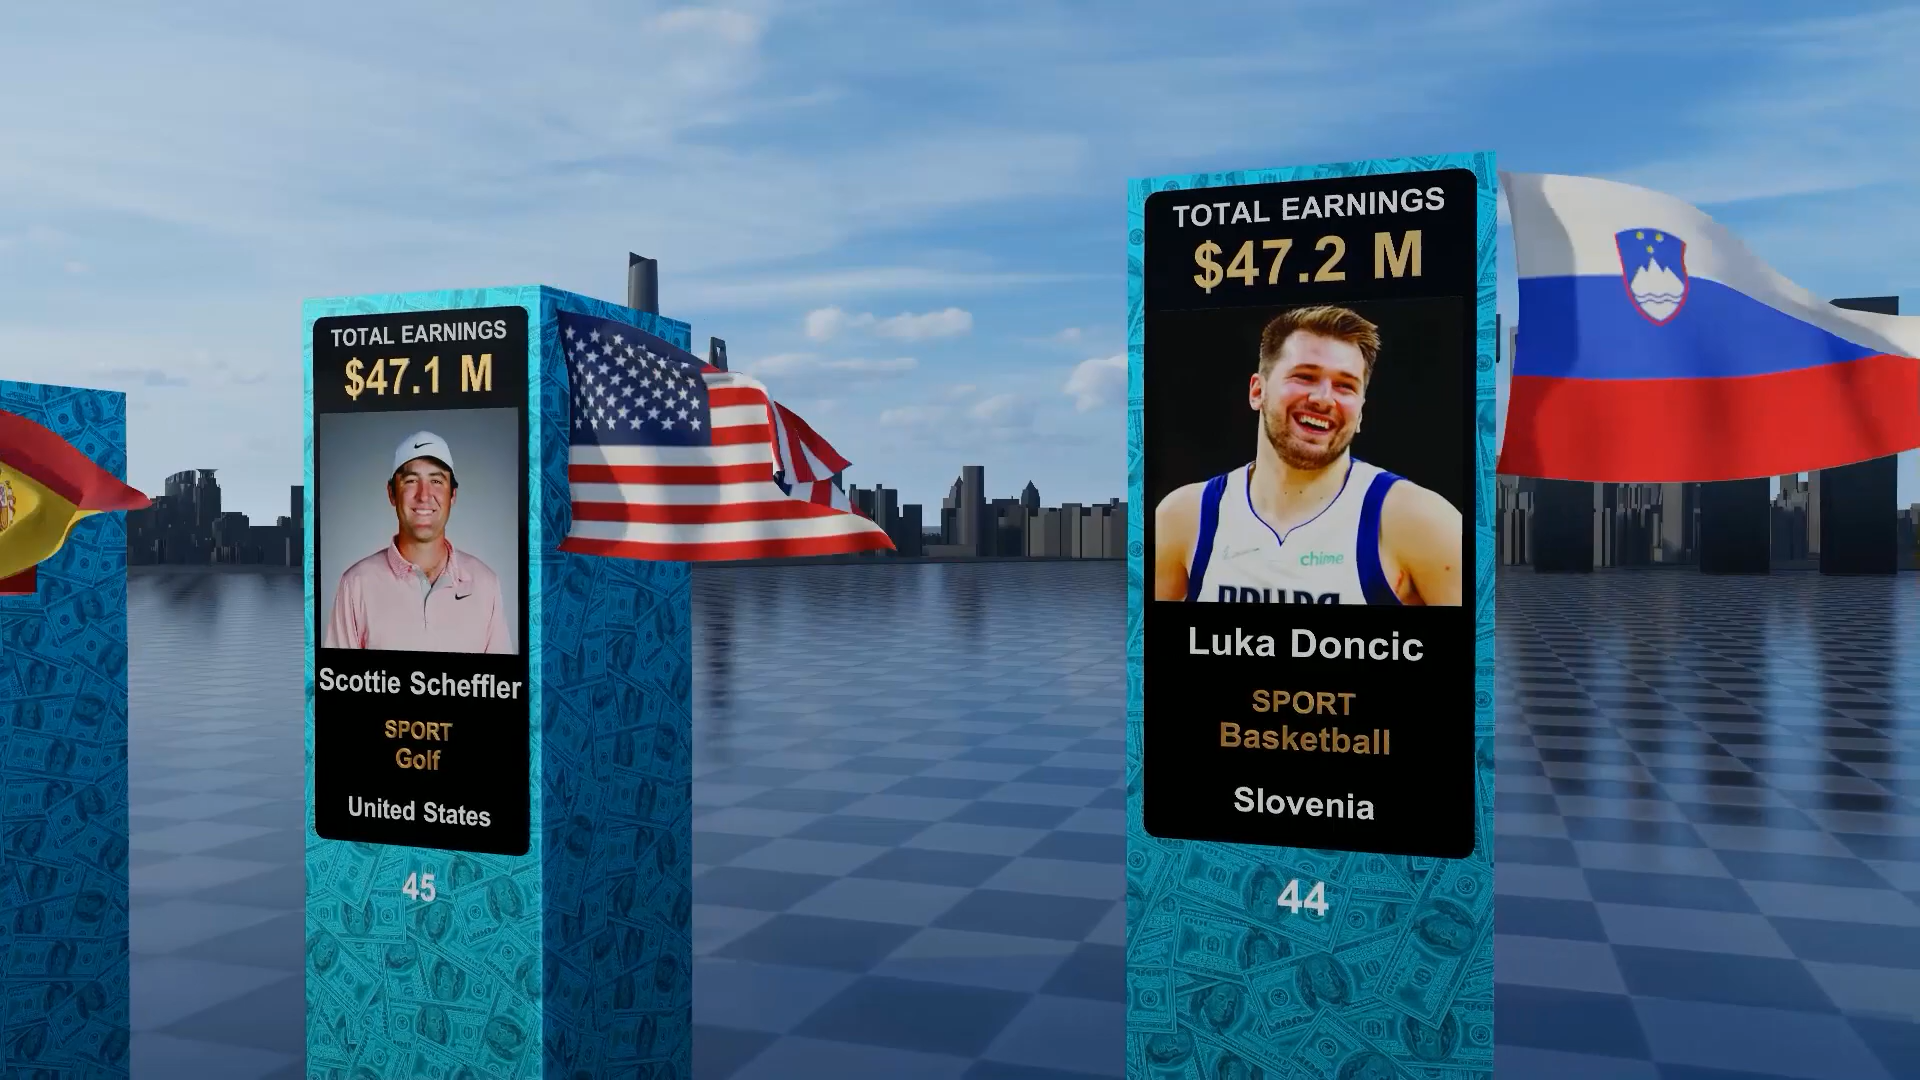 TOTAL EARNINGS
$47.1 M
Scottie Scheffler
SPORT
Golf
United States
45
TOTAL EARNINGS
$47.2 M
chime
Luka Doncic
SPORT
Basketball
Slovenia
44